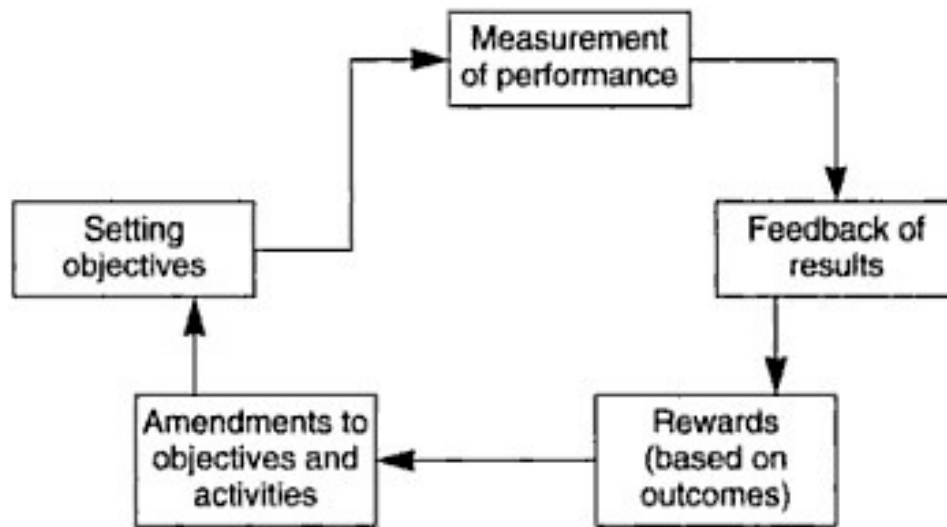 Measurement
of performance
Setting
objectives
Feedback of
results
Amendments to
objectives and
activities
Rewards
(based on
outcomes)